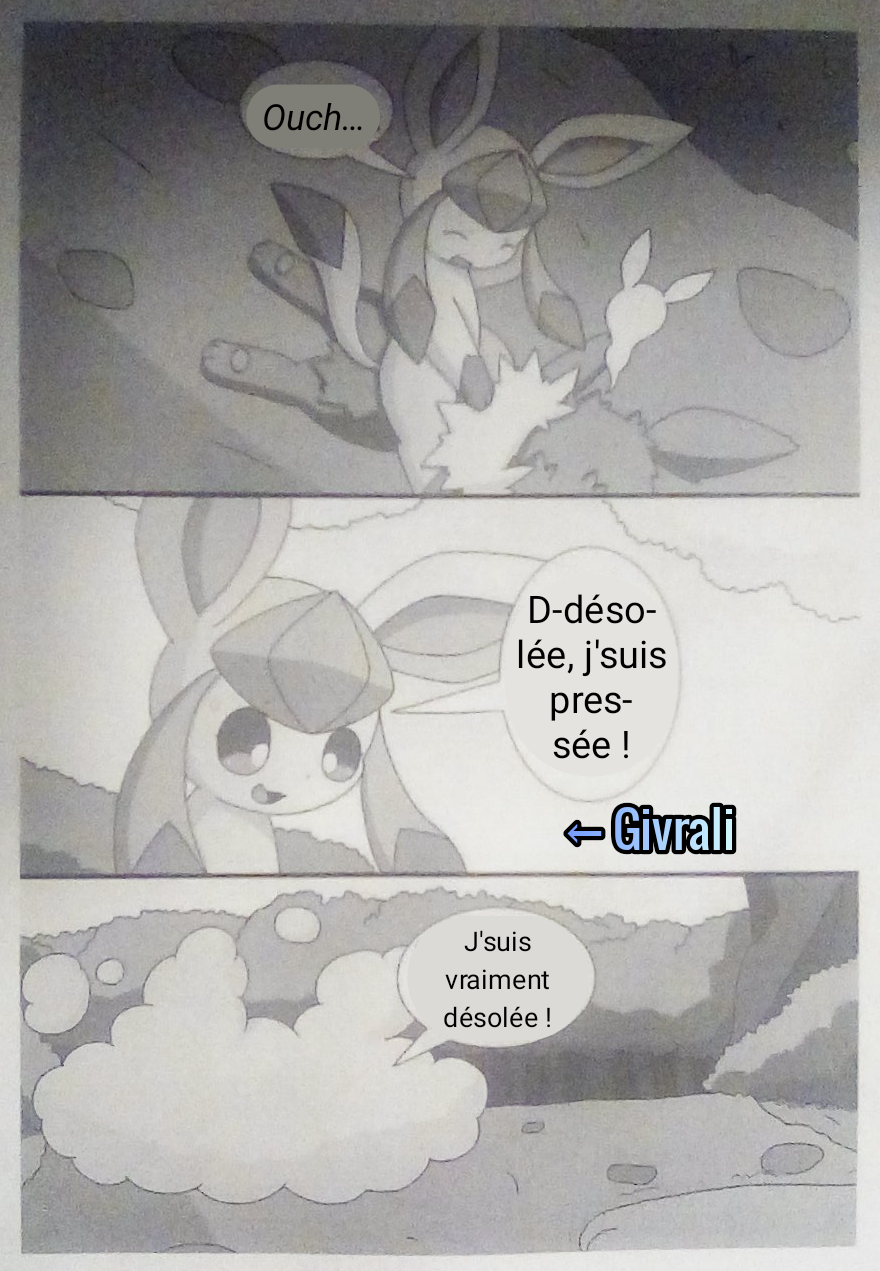 Ouch...
D-déso-
lée, j'suis
pres-
sée !
← Givrali
J'suis
vraiment
désolée !